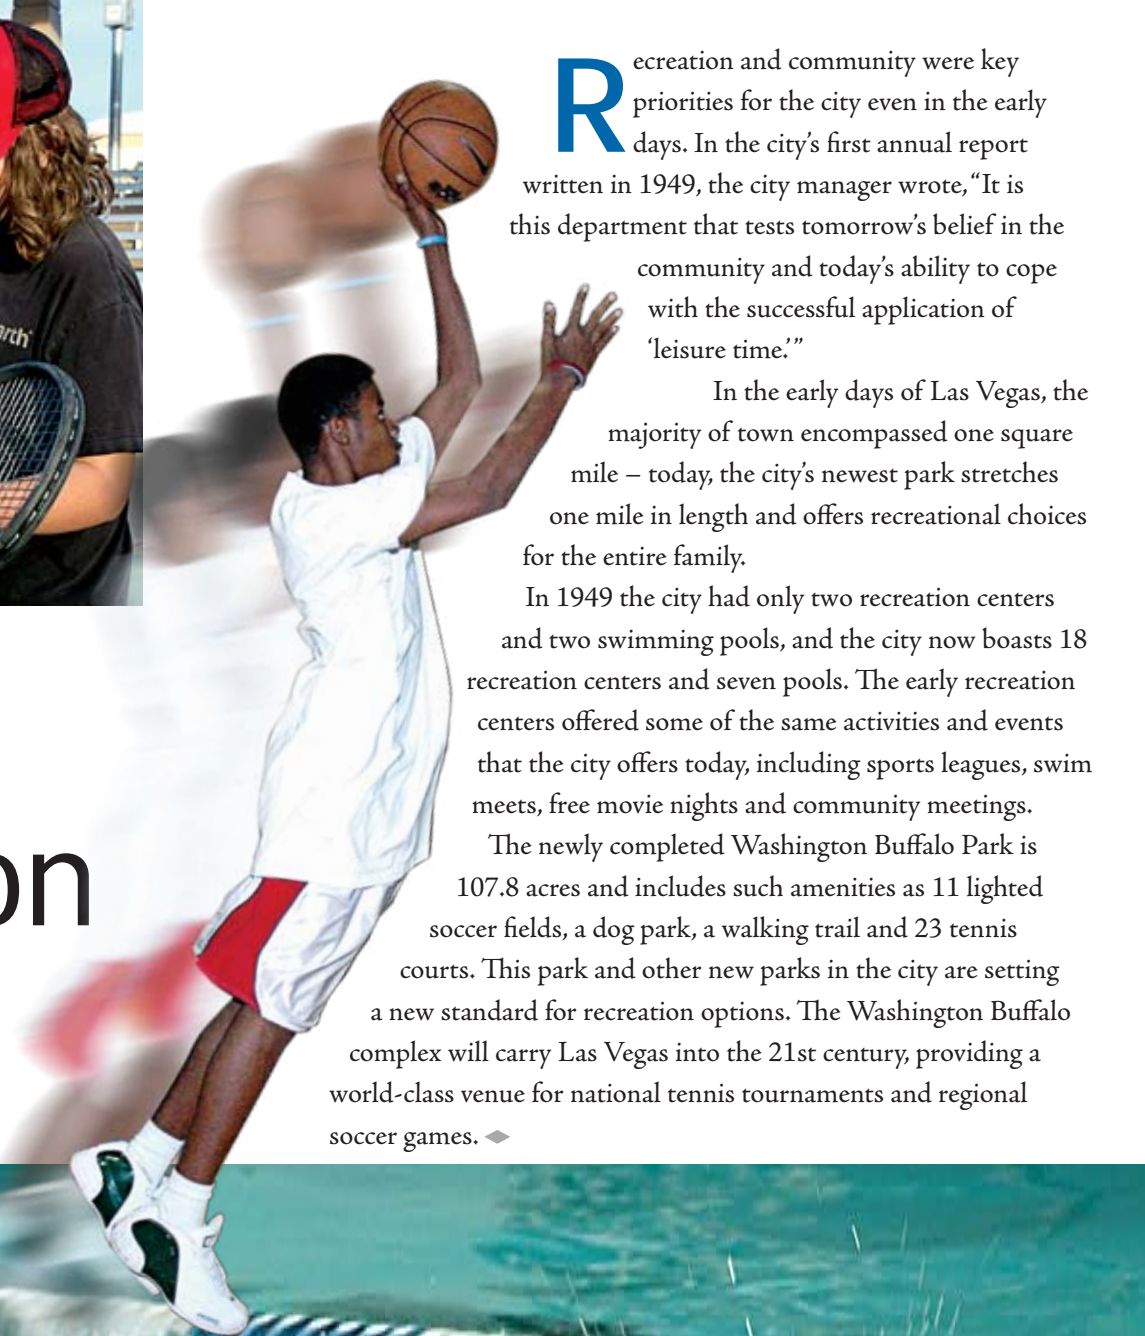 Recreation and community were key
priorities for the city even in the early
days. In the city’s first annual report
written in 1949, the city manager wrote, “It is
this department that tests tomorrow’s belief in the
community and today’s ability to cope
with the successful application of
‘leisure time.’”
In the early days of Las Vegas, the
majority of town encompassed one square
mile – today, the city’s newest park stretches
one mile in length and offers recreational choices
for the entire family.
In 1949 the city had only two recreation centers
and two swimming pools, and the city now boasts 18
recreation centers and seven pools. The early recreation
centers offered some of the same activities and events
that the city offers today, including sports leagues, swim
meets, free movie nights and community meetings.
The newly completed Washington Buffalo Park is
107.8 acres and includes such amenities as 11 lighted
soccer fields, a dog park, a walking trail and 23 tennis
courts. This park and other new parks in the city are setting
a new standard for recreation options. The Washington Buffalo
complex will carry Las Vegas into the 21st century, providing a
world-class venue for national tennis tournaments and regional
soccer games.
on
arth